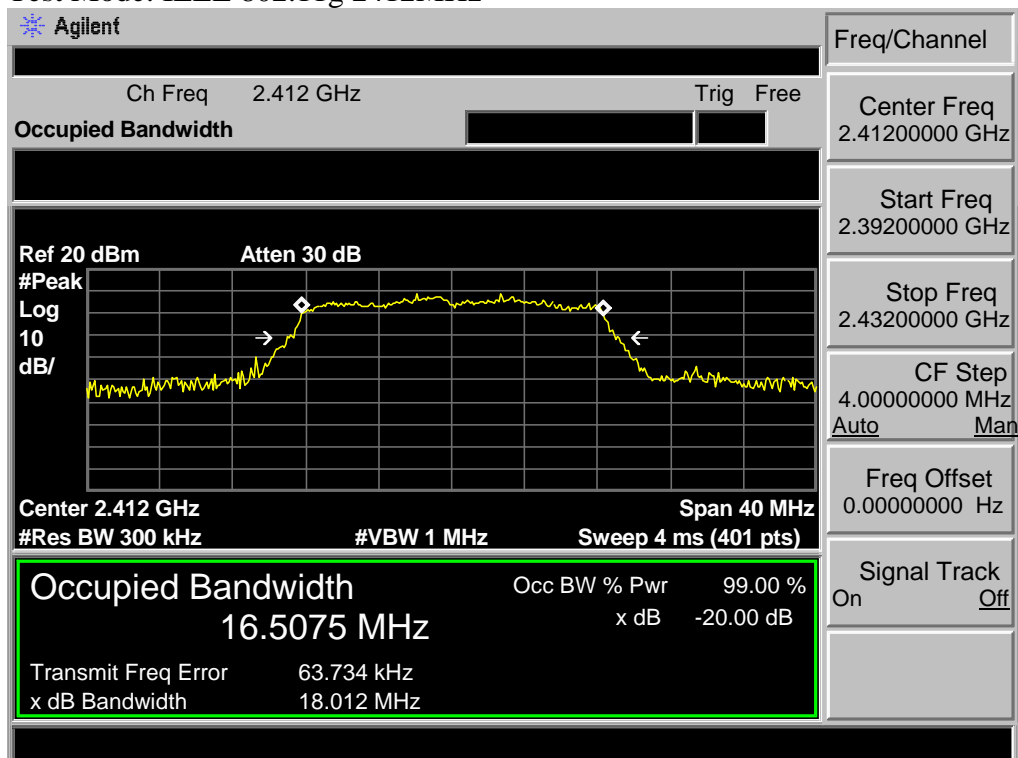 Test Mode: IEEE 802.11g 2412MHz
Agilent
Freq/Channel
Ch Freq 2.412 GHz Trig Free
Occupied Bandwidth
Center Freq
2.41200000 GHz
Start Freq
2.39200000 GHz
Stop Freq
2.43200000 GHz
CF Step
4.00000000 MHz
Auto Man
Freq Offset
0.00000000 Hz
Signal Track
On Off
Ref 20 dBm Atten 30 dB
#Peak
Log
10
dB/
Center 2.412 GHz Span 40 MHz
#Res BW 300 kHz #VBW 1 MHz Sweep 4 ms (401 pts)
Occupied Bandwidth Occ BW % Pwr 99.00 %
16.5075 MHz x dB -20.00 dB
Transmit Freq Error 63.734 kHz
x dB Bandwidth 18.012 MHz